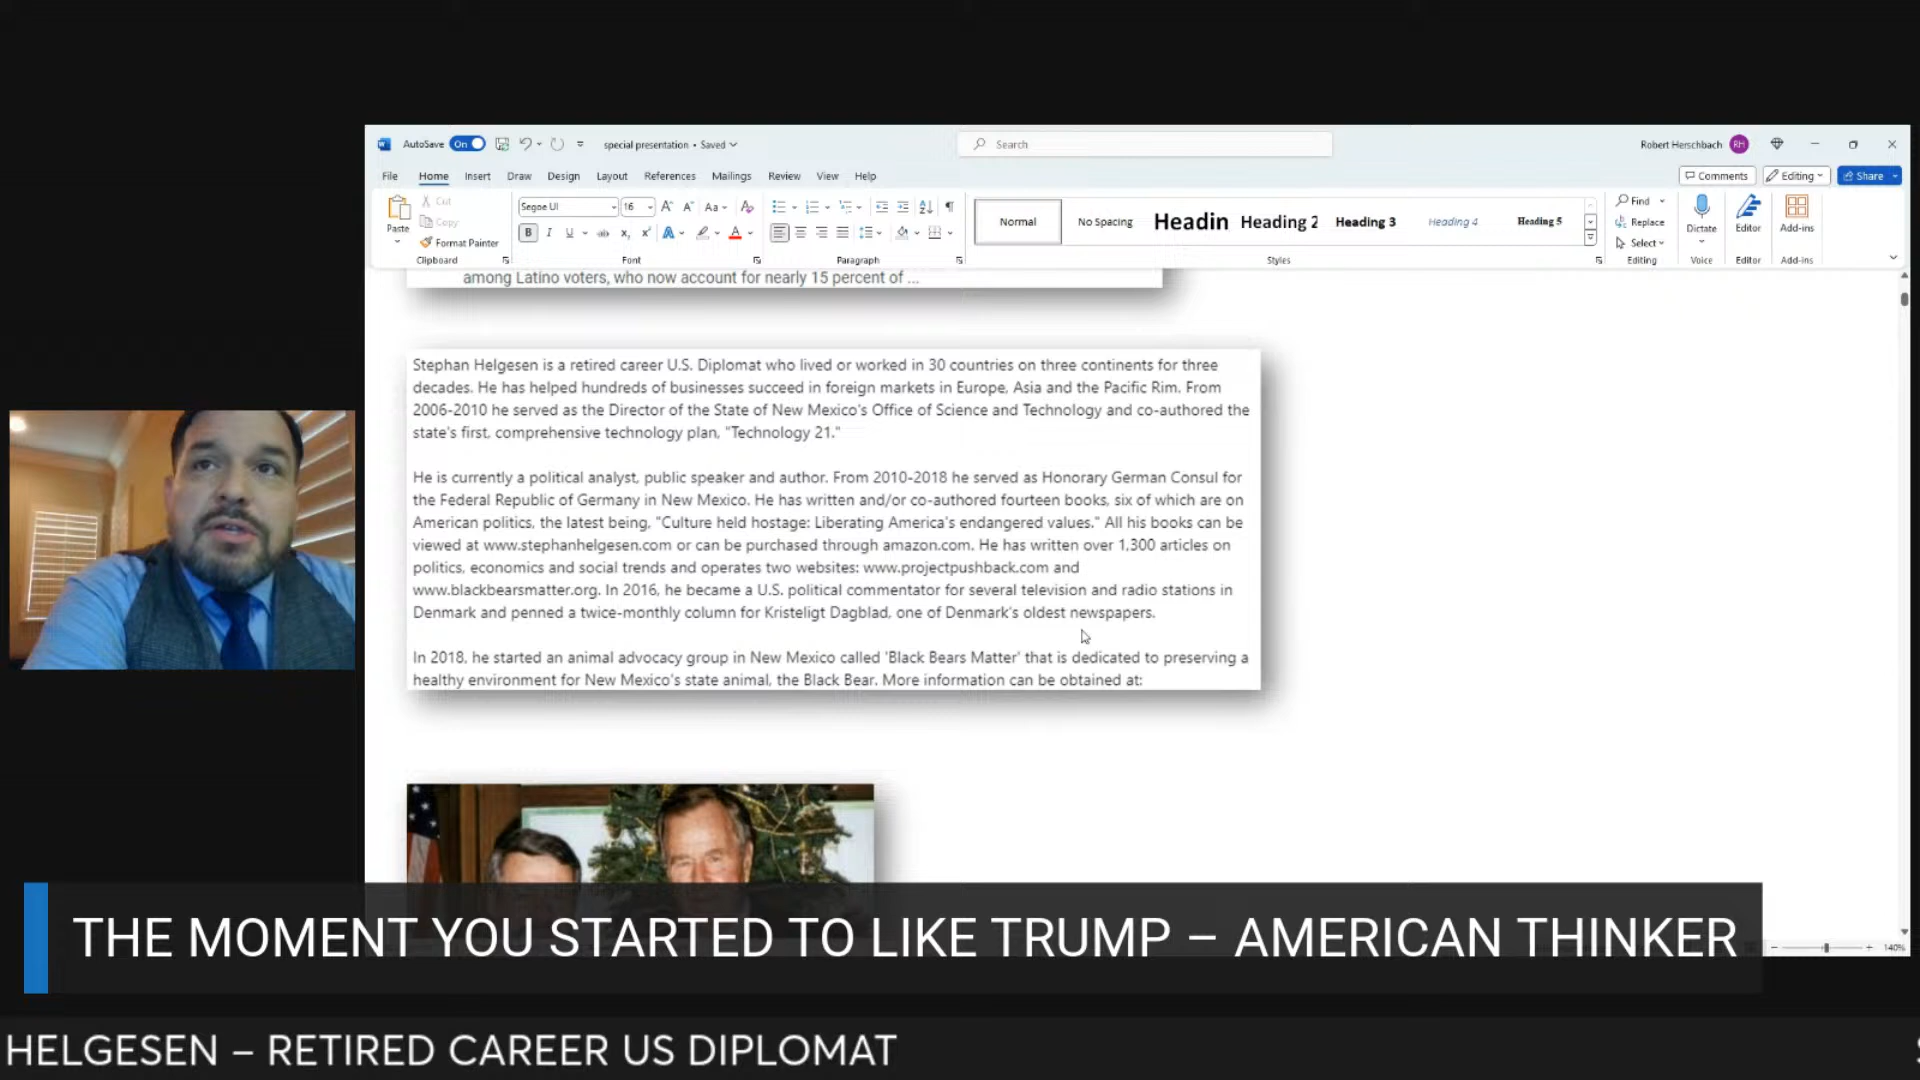 AutoSave On special presentation • Saved Search Robert Herschbach RH
File Home Insert Draw Design Layout References Mailings Review View Help Comments Editing Share
Paste Cut Copy Format Painter Clipboard
Segoe UI 16 Aa Font
Paragraph
Normal No Spacing Headin Heading 2 Heading 3 Heading 4 Heading 5 Styles
Find Replace Select Editing
Dictate Voice
Editor Editor
Add-ins Add-ins
among Latino voters, who now account for nearly 15 percent of ...
Stephan Helgesen is a retired career U.S. Diplomat who lived or worked in 30 countries on three continents for three
decades. He has helped hundreds of businesses succeed in foreign markets in Europe, Asia and the Pacific Rim. From
2006-2010 he served as the Director of the State of New Mexico's Office of Science and Technology and co-authored the
state's first, comprehensive technology plan, "Technology 21."
He is currently a political analyst, public speaker and author. From 2010-2018 he served as Honorary German Consul for
the Federal Republic of Germany in New Mexico. He has written and/or co-authored fourteen books, six of which are on
American politics, the latest being, "Culture held hostage: Liberating America's endangered values." All his books can be
viewed at www.stephanhelgesen.com or can be purchased through amazon.com. He has written over 1,300 articles on
politics, economics and social trends and operates two websites: www.projectpushback.com and
www.blackbearsmatter.org. In 2016, he became a U.S. political commentator for several television and radio stations in
Denmark and penned a twice-monthly column for Kristeligt Dagblad, one of Denmark's oldest newspapers.
In 2018, he started an animal advocacy group in New Mexico called 'Black Bears Matter' that is dedicated to preserving a
healthy environment for New Mexico's state animal, the Black Bear. More information can be obtained at:
THE MOMENT YOU STARTED TO LIKE TRUMP – AMERICAN THINKER
140%
HELGESEN – RETIRED CAREER US DIPLOMAT